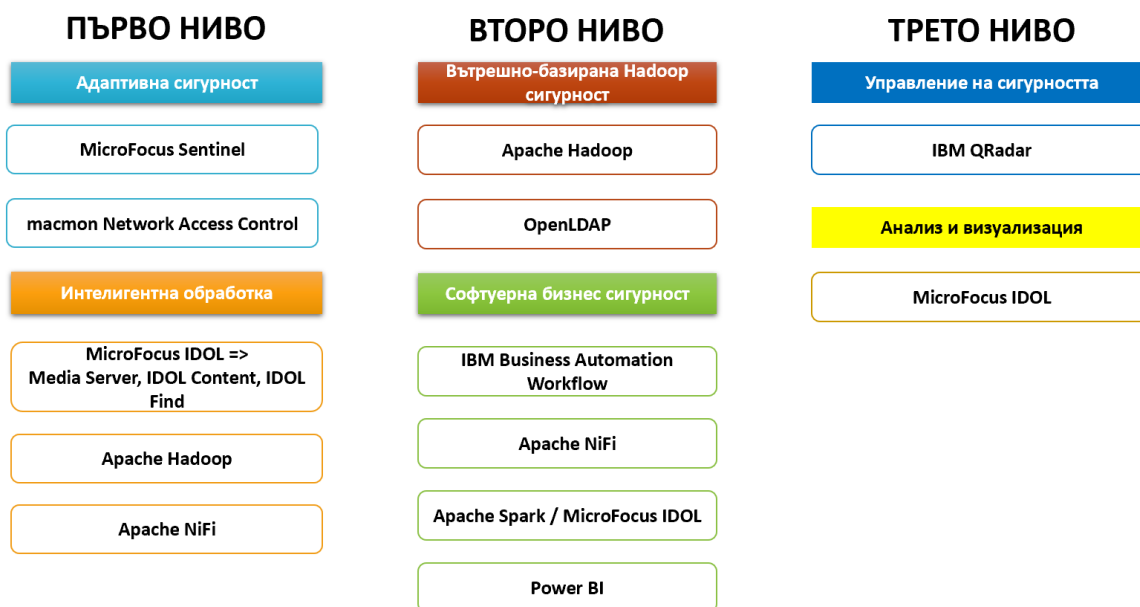 ПЪРВО НИВО
Адаптивна сигурност
MicroFocus Sentinel
macmon Network Access Control
Интелигентна обработка
MicroFocus IDOL =>
Media Server, IDOL Content, IDOL
Find
Apache Hadoop
Apache NiFi
ВТОРО НИВО
Вътрешно-базирана Hadoop
сигурност
Apache Hadoop
OpenLDAP
Софтуерна бизнес сигурност
IBM Business Automation
Workflow
Apache NiFi
Apache Spark / MicroFocus IDOL
Power BI
ТРЕТО НИВО
Управление на сигурността
IBM QRadar
Анализ и визуализация
MicroFocus IDOL